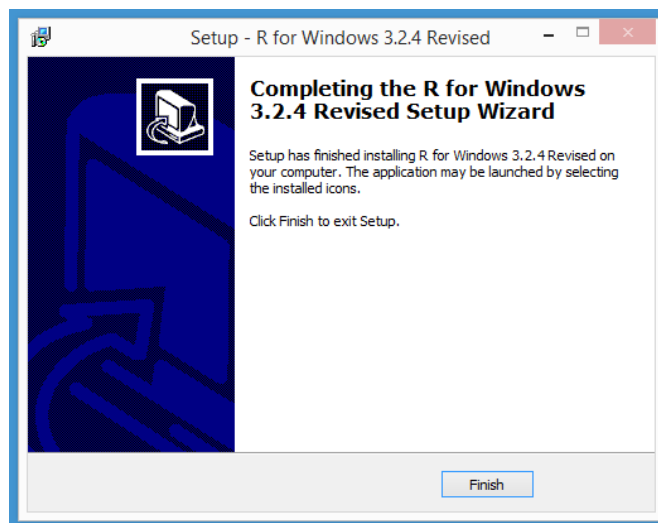 Setup - R for Windows 3.2.4 Revised
Completing the R for Windows
3.2.4 Revised Setup Wizard
Setup has finished installing R for Windows 3.2.4 Revised on
your computer. The application may be launched by selecting
the installed icons.
Click Finish to exit Setup.
Finish